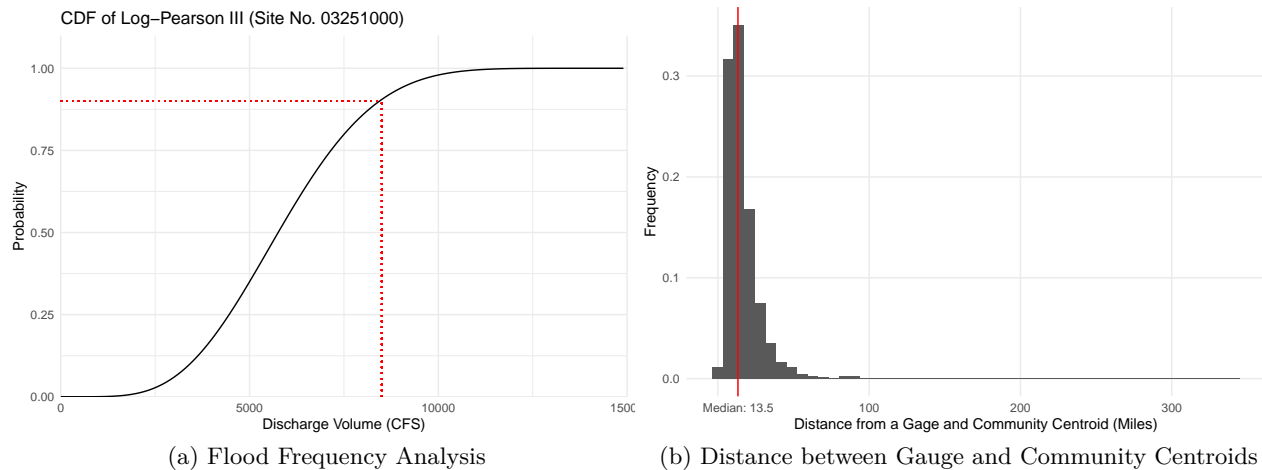 CDF of Log−Pearson III (Site No. 03251000)
1.00
0.75
0.50
0.25
0.00
Probability
0 5000 10000 1500
Discharge Volume (CFS)
(a) Flood Frequency Analysis
0.3
0.2
0.1
0.0
Frequency
Median: 13.5 100 200 300
Distance from a Gage and Community Centroid (Miles)
(b) Distance between Gauge and Community Centroids